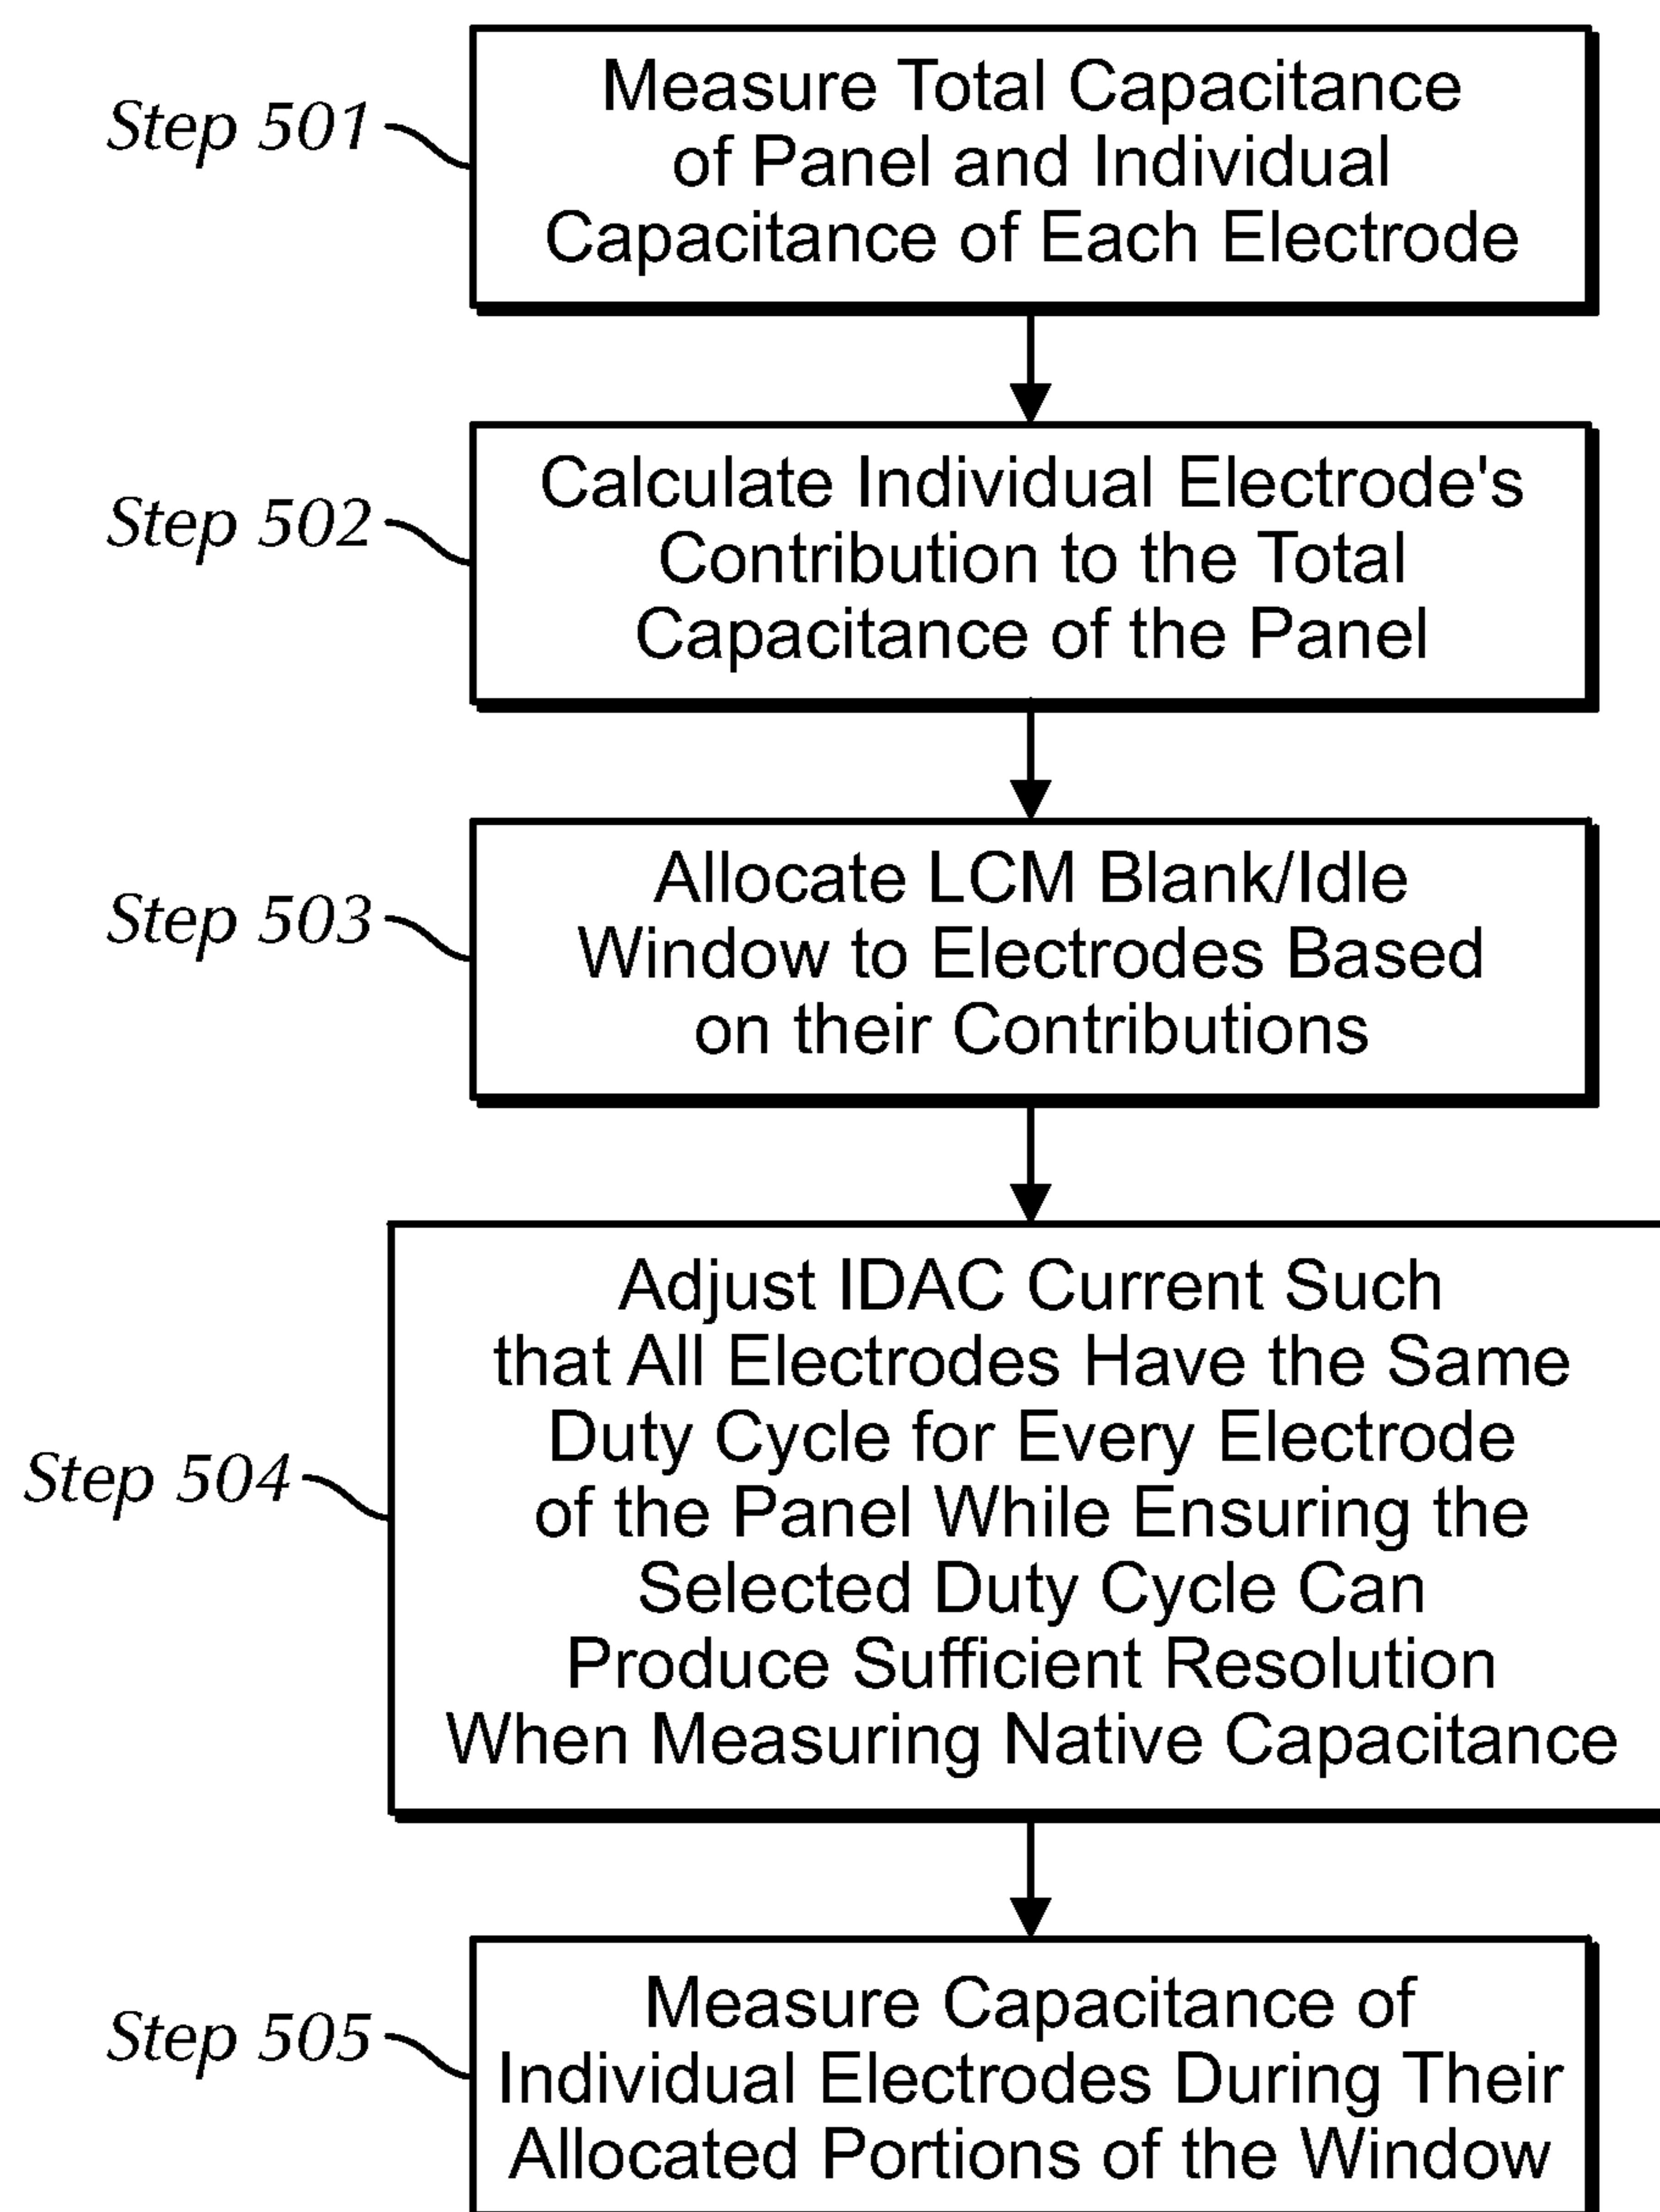 Step 501
Measure Total Capacitance
of Panel and Individual
Capacitance of Each Electrode
Step 502
Calculate Individual Electrode's
Contribution to the Total
Capacitance of the Panel
Step 503
Allocate LCM Blank/Idle
Window to Electrodes Based
on their Contributions
Step 504
Adjust IDAC Current Such
that All Electrodes Have the Same
Duty Cycle for Every Electrode
of the Panel While Ensuring the
Selected Duty Cycle Can
Produce Sufficient Resolution
When Measuring Native Capacitance
Step 505
Measure Capacitance of
Individual Electrodes During Their
Allocated Portions of the Window